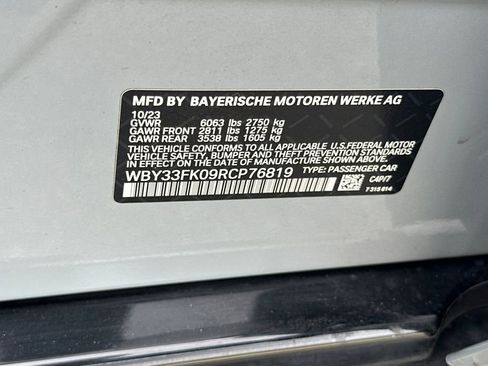 MFD BY BAYERISCHE MOTOREN WERKE AG
10/23
GVWR 6063 lbs 2750 kg
GAWR FRONT 2811 lbs 1275 kg
GAWR REAR 3538 lbs 1605 kg
THIS VEHICLE CONFORMS TO ALL APPLICABLE U.S.FEDERAL MOTOR
VEHICLE SAFETY, BUMPER, AND THEFT PREVENTION STANDARDS
IN EFFECT ON THE DATE OF MANUFACTURE SHOWN ABOVE.
WBY33FK09RCP76819 TYPE: PASSENGER CAR
C4P/7
7 315 614